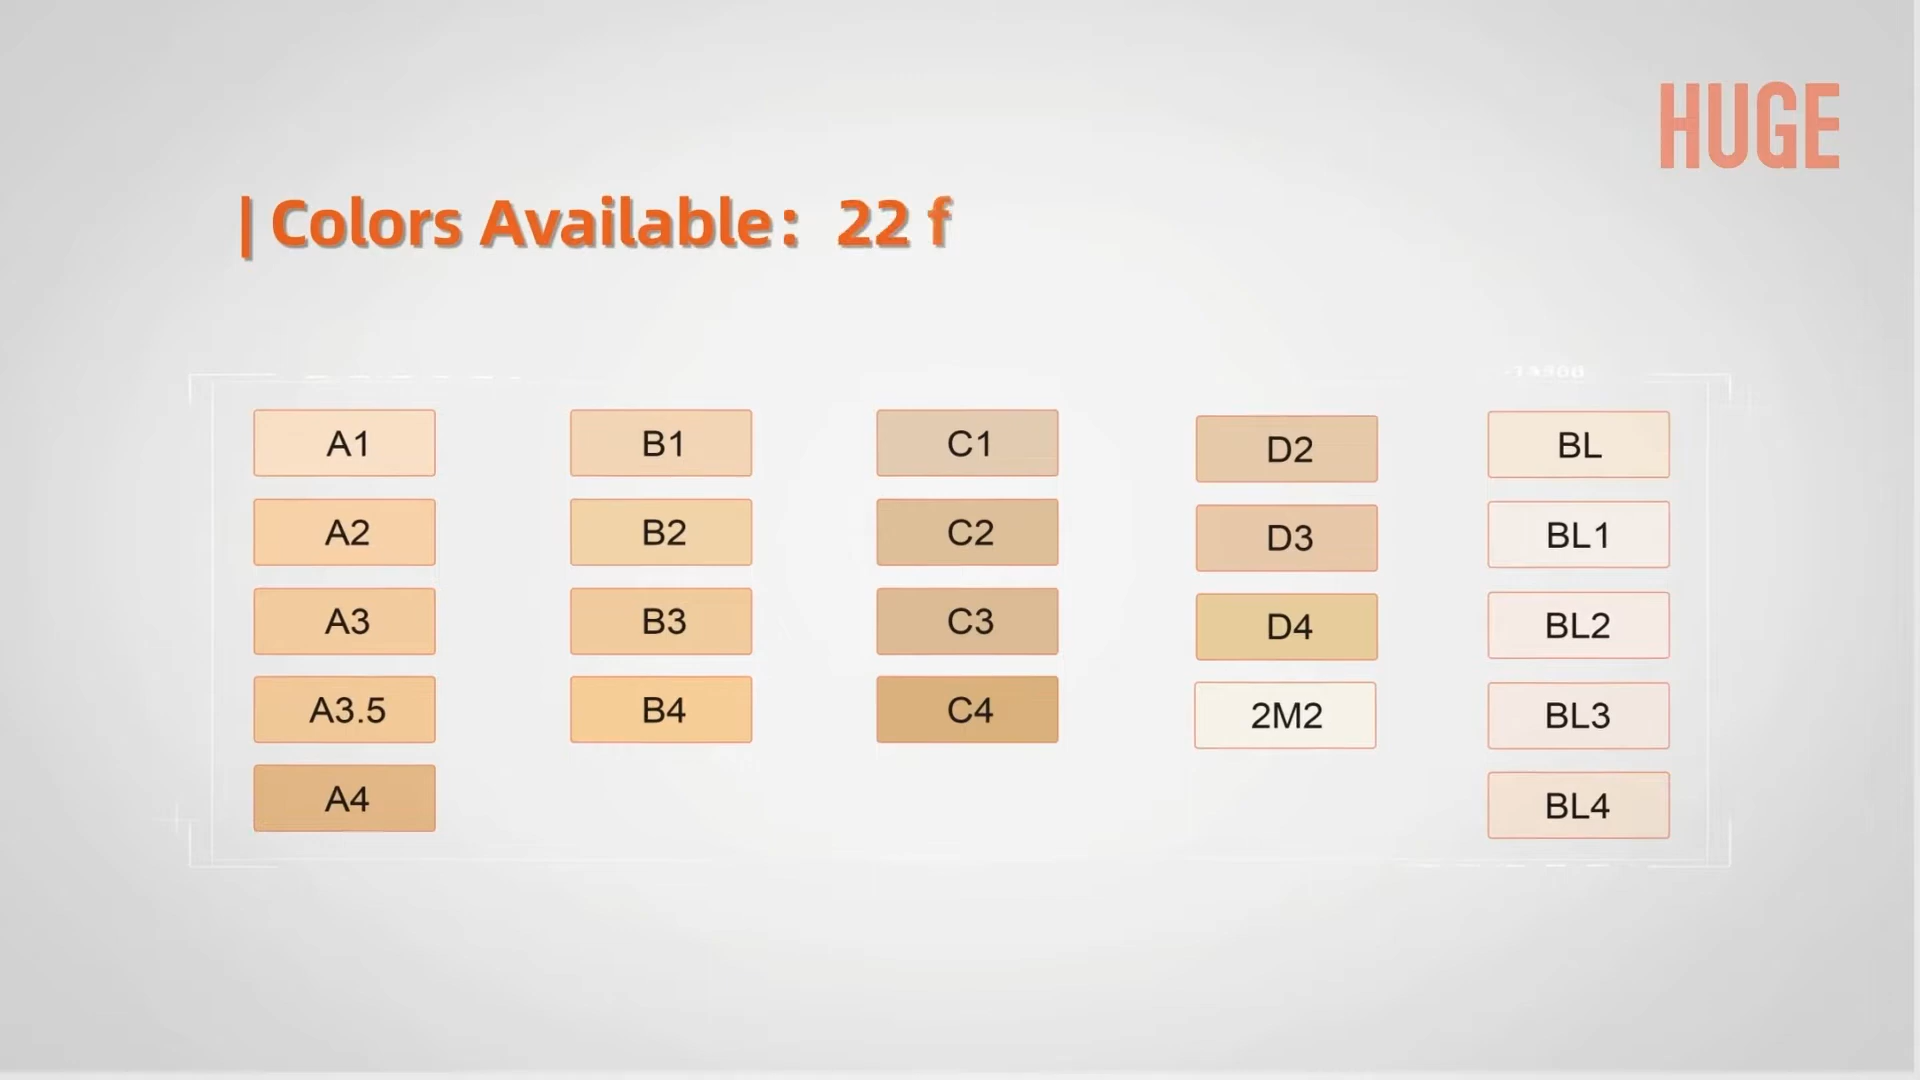 HUGE
| Colors Available：22 f
A1 B1 C1 D2 BL
A2 B2 C2 D3 BL1
A3 B3 C3 D4 BL2
A3.5 B4 C4 2M2 BL3
A4 BL4